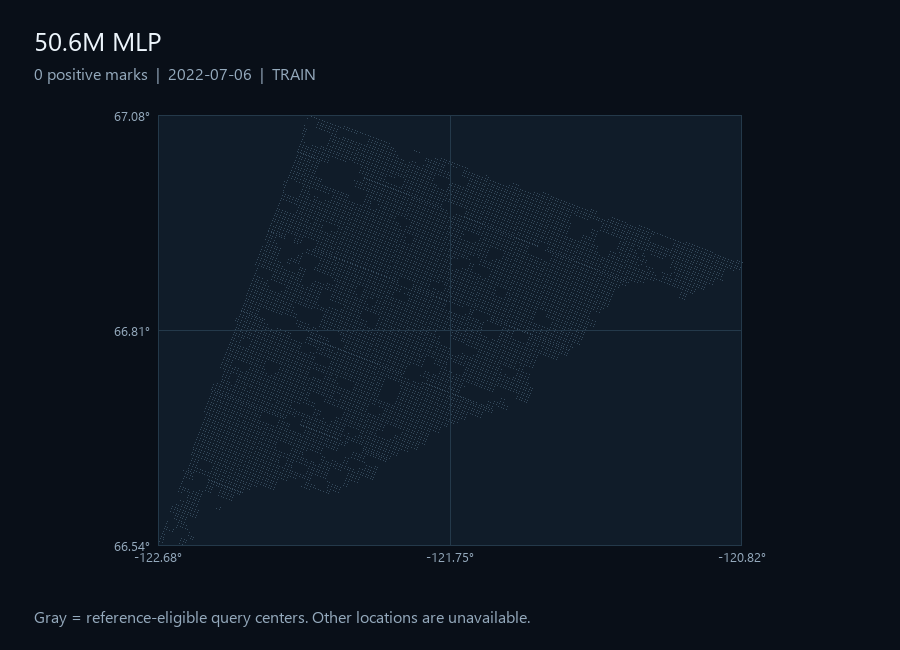 50.6M MLP
0 positive marks | 2022-07-06 | TRAIN
67.08°
66.81°
66.54°
-122.68°
-121.75°
-120.82°
Gray = reference-eligible query centers. Other locations are unavailable.